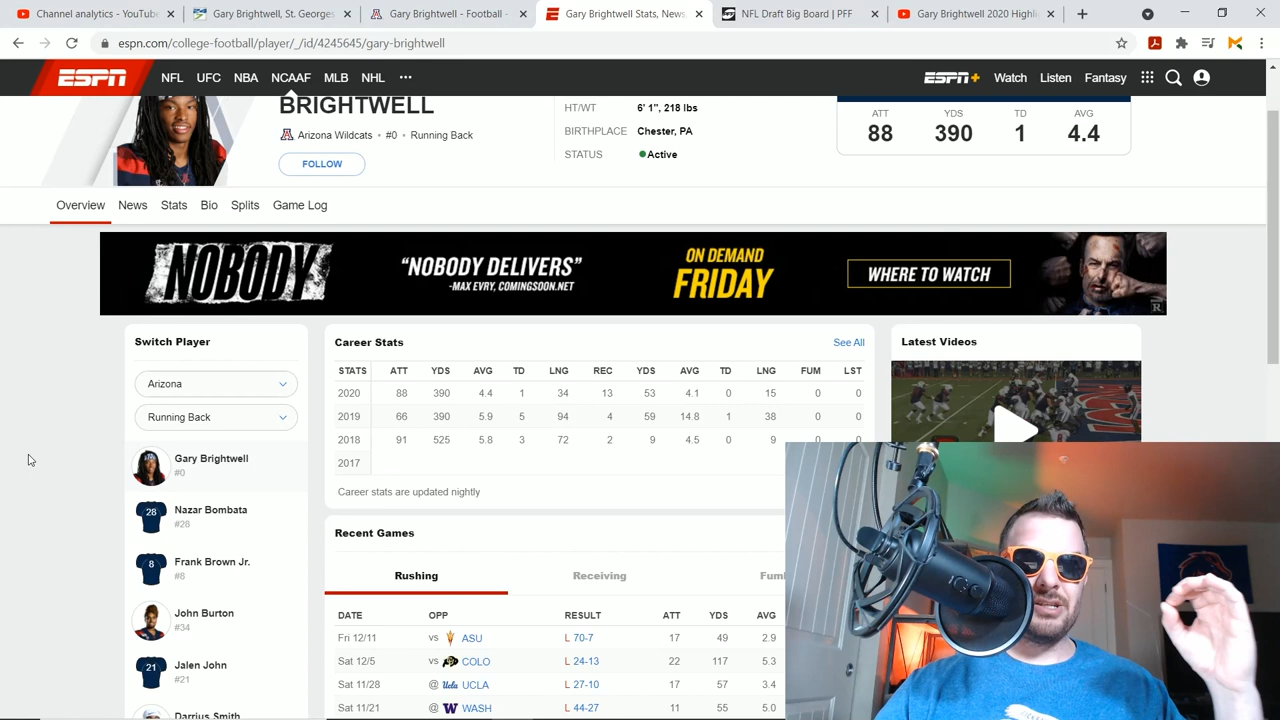 Channel analytics - YouTube
Gary Brightwell, St. Georges
Gary Brightwell - Football -
Gary Brightwell Stats, News,
NFL Draft Big Board | PFF
Gary Brightwell 2020 Highli
espn.com/college-football/player/_/id/4245645/gary-brightwell
ESPN NFL UFC NBA NCAAF MLB NHL ••• ESPN+ Watch Listen Fantasy
BRIGHTWELL
Arizona Wildcats • #0 • Running Back
FOLLOW
HT/WT 6' 1", 218 lbs
BIRTHPLACE Chester, PA
STATUS Active
ATT YDS TD AVG
88 390 1 4.4
Overview News Stats Bio Splits Game Log
NOBODY
"NOBODY DELIVERS"
-MAX EVRY, COMINGSOON.NET
ON DEMAND
FRIDAY
WHERE TO WATCH
R
Switch Player
Arizona
Running Back
Gary Brightwell
#0
28
Nazar Bombata
#28
8
Frank Brown Jr.
#6
John Burton
#34
21
Jalen John
#21
Darrius Smith
Career Stats See All
STATS ATT YDS AVG TD LNG REC YDS AVG TD LNG FUM LST
2020 88 390 4.4 1 34 13 53 4.1 0 15 0 0
2019 66 390 5.9 5 94 4 59 14.8 1 38 0 0
2018 91 525 5.8 3 72 2 9 4.5 0 9 0 0
2017
Career stats are updated nightly
Recent Games
Rushing Receiving Fum
DATE OPP RESULT ATT YDS AVG
Fri 12/11 vs ASU L 70-7 17 49 2.9
Sat 12/5 vs COLO L 24-13 22 117 5.3
Sat 11/28 @ Ucla UCLA L 27-10 17 57 3.4
Sat 11/21 @ W WASH L 44-27 11 55 5.0
Latest Videos